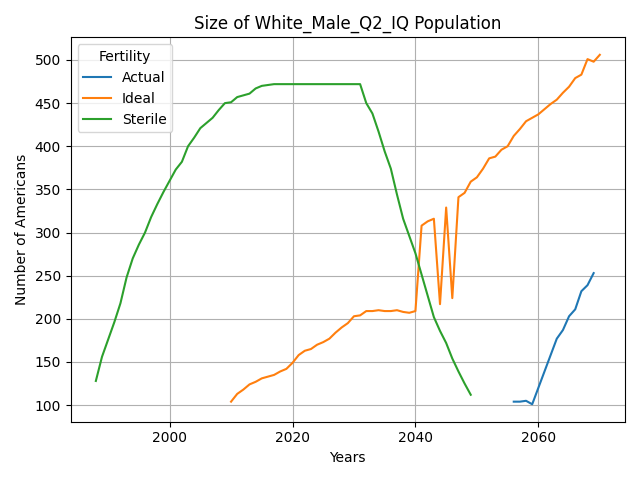 Size of White_Male_Q2_IQ Population
Number of Americans
500
450
400
350
300
250
200
150
100
Fertility
Actual
Ideal
Sterile
2000
2020
2040
2060
Years